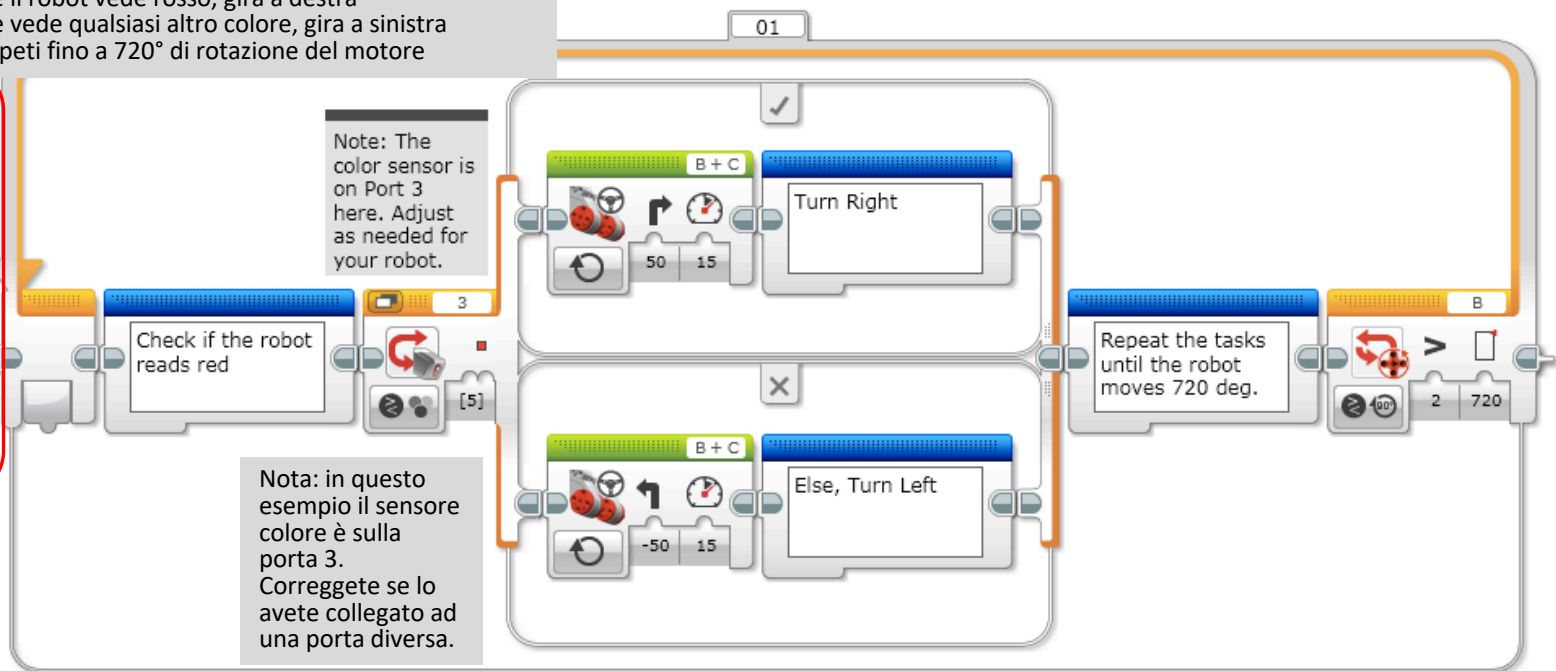 il robot vede rosso, gira a destra
vede qualsiasi altro colore, gira a sinistra
peti fino a 720° di rotazione del motore
01
Note: The
color sensor is
on Port 3
here. Adjust
as needed for
your robot.
B + C
50
15
Turn Right
Check if the robot
reads red
3
[5]
Repeat the tasks
until the robot
moves 720 deg.
B
>
90°
2
720
B + C
-50
15
Else, Turn Left
Nota: in questo
esempio il sensore
colore è sulla
porta 3.
Correggete se lo
avete collegato ad
una porta diversa.